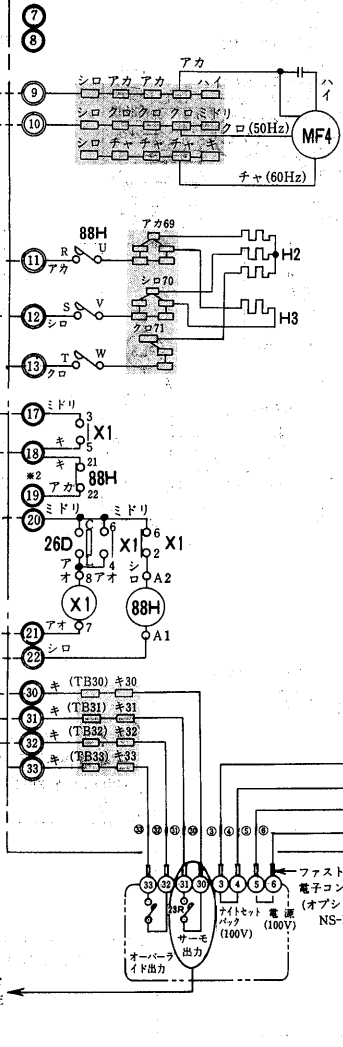 7
8
アカ
9 シロ アカ アカ ハイ
ハイ
10 シロ クロ クロ クロ ミドリ
クロ(50Hz)
MF4
シロ チャ チャ チャ キ
チャ(60Hz)
88H
アカ69
11 R U
アカ
H2
シロ70
12 S V
シロ
H3
クロ71
13 T W
クロ
17 ミドリ 3
X1
18 キ 5
キ 21
※2
88H
19 アカ 22
20 ミドリ ミドリ
C 6 6
26D X1 X1
2
アオ 8 アオ 4 シロ A2
X1
88H
21 アオ 7
A1
22 シロ
30 キ (TB30) キ30
31 キ (TB31) キ31
32 キ (TB32) キ32
33 キ (TB33) キ33
33 32 31 30 3 4 5 6
33 32 31 30 3 4 5 6
ファスト
電子コン
(オプシ
NS-
23R
ナイトセット
バック
(100V)
電源
(100V)
サーモ
出力
オーバーラ
イド出力